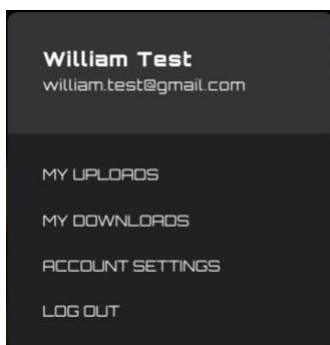 William Test
william.test@gmail.com
MY UPLOADS
MY DOWNLOADS
ACCOUNT SETTINGS
LOG OUT